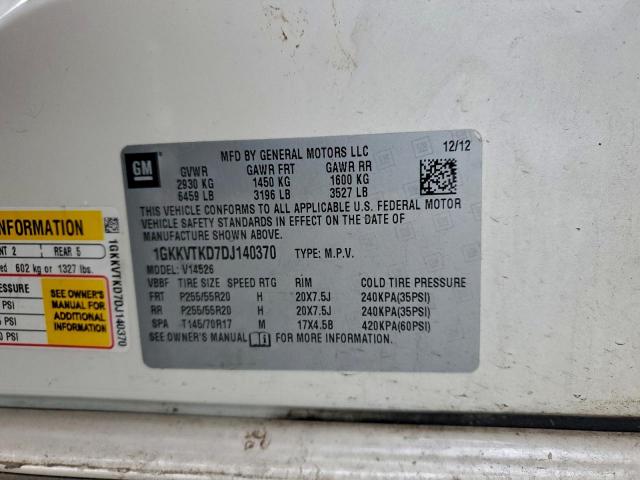 MFD BY GENERAL MOTORS LLC
12/12
GM
GVWR GAWR FRT GAWR RR
2930 KG 1450 KG 1600 KG
6459 LB 3196 LB 3527 LB
THIS VEHICLE CONFORMS TO ALL APPLICABLE U.S. FEDERAL MOTOR
VEHICLE SAFETY STANDARDS IN EFFECT ON THE DATE OF
MANUFACTURE SHOWN ABOVE.
1GKKVTKD7DJ140370 TYPE: M.P.V.
MODEL: V14526
VBBF TIRE SIZE SPEED RTG RIM COLD TIRE PRESSURE
FRT P255/55R20 H 20X7.5J 240KPA(35PSI)
RR P255/55R20 H 20X7.5J 240KPA(35PSI)
SPA T145/70R17 M 17X4.5B 420KPA(60PSI)
SEE OWNER'S MANUAL FOR MORE INFORMATION.
INFORMATION
NT 2 REAR 5
ed 602 kg or 1327 lbs.
PSI
PSI
0 PSI
SEE OWNER'S
MANUAL FOR
ADDITIONAL
INFORMATION
1GKKVTKD7DJ140370